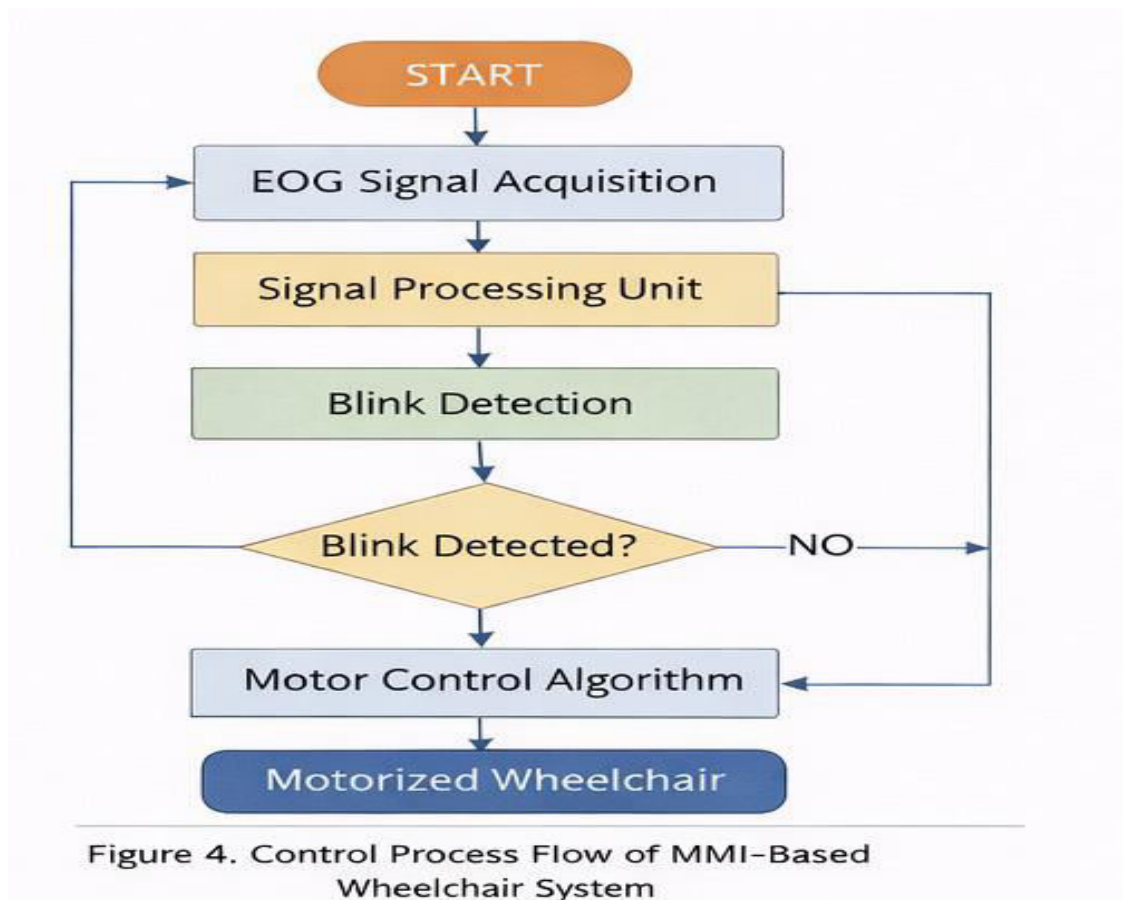 START
EOG Signal Acquisition
Signal Processing Unit
Blink Detection
Blink Detected?
NO
Motor Control Algorithm
Motorized Wheelchair
Figure 4. Control Process Flow of MMI-Based
Wheelchair System